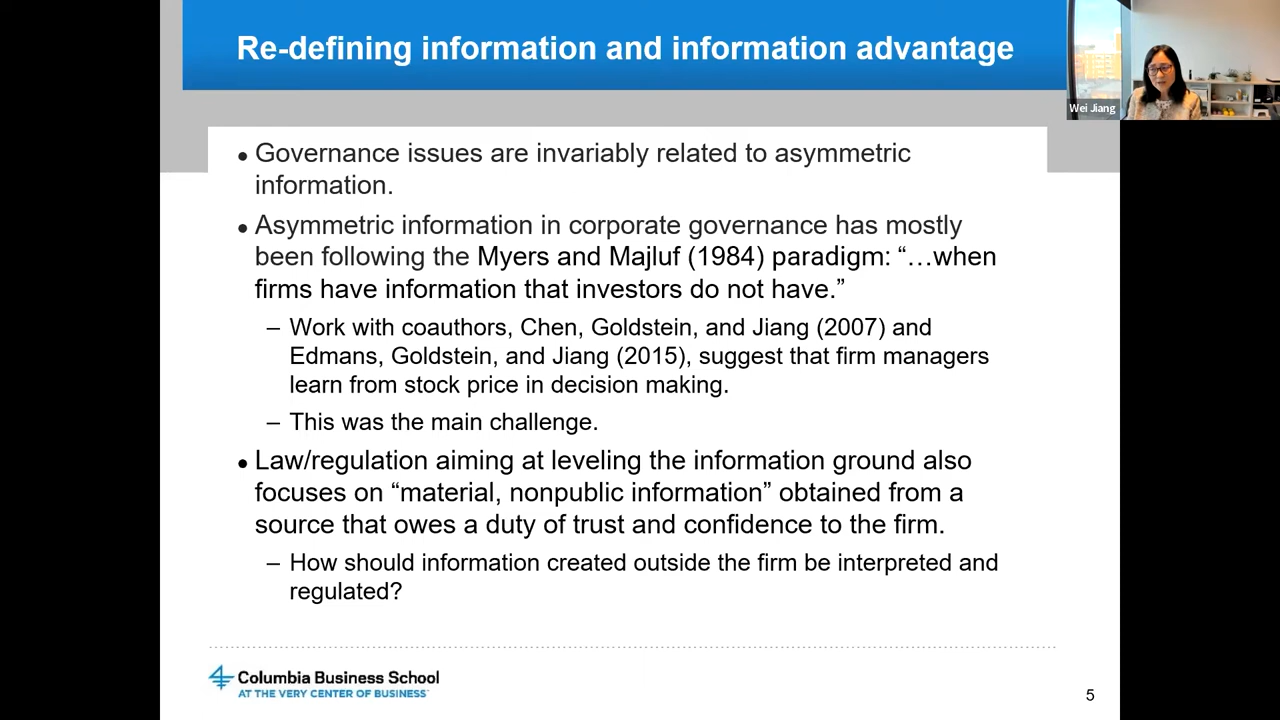 Re-defining information and information advantage
Wei Jiang
• Governance issues are invariably related to asymmetric
information.
• Asymmetric information in corporate governance has mostly
been following the Myers and Majluf (1984) paradigm: “…when
firms have information that investors do not have.”
– Work with coauthors, Chen, Goldstein, and Jiang (2007) and
Edmans, Goldstein, and Jiang (2015), suggest that firm managers
learn from stock price in decision making.
– This was the main challenge.
• Law/regulation aiming at leveling the information ground also
focuses on “material, nonpublic information” obtained from a
source that owes a duty of trust and confidence to the firm.
– How should information created outside the firm be interpreted and
regulated?
Columbia Business School
AT THE VERY CENTER OF BUSINESS™
5